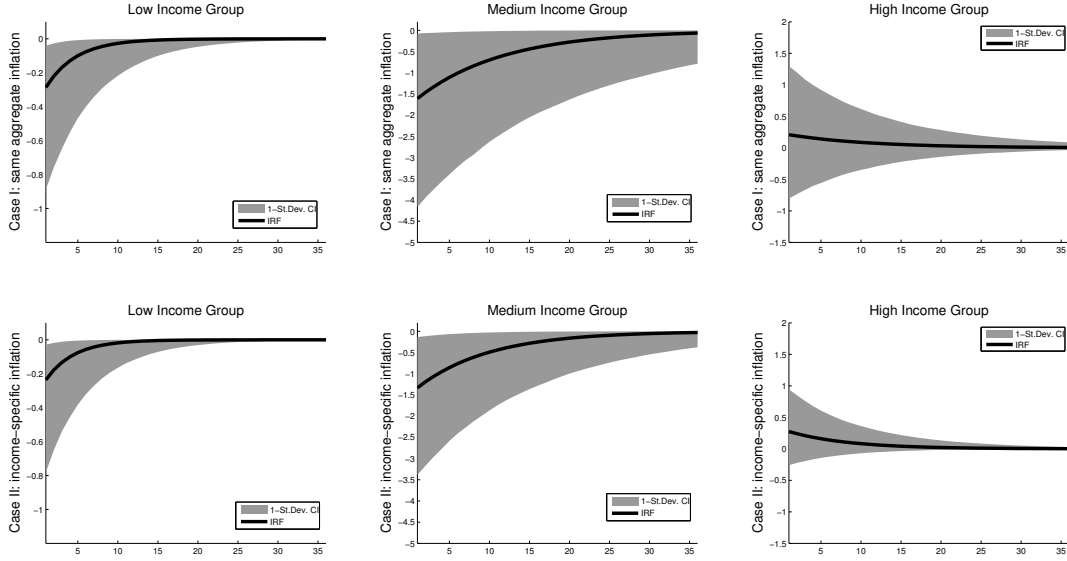 Low Income Group
Case I: same aggregate inflation
0
−0.2
−0.4
−0.6
−0.8
−1
1−St.Dev. CI
IRF
5 10 15 20 25 30 35
Medium Income Group
Case I: same aggregate inflation
0
−0.5
−1
−1.5
−2
−2.5
−3
−3.5
−4
−4.5
−5
1−St.Dev. CI
IRF
5 10 15 20 25 30 35
High Income Group
Case I: same aggregate inflation
2
1.5
1
0.5
0
−0.5
−1
−1.5
1−St.Dev. CI
IRF
5 10 15 20 25 30 35
Low Income Group
Case II: income−specific inflation
0
−0.2
−0.4
−0.6
−0.8
−1
1−St.Dev. CI
IRF
5 10 15 20 25 30 35
Medium Income Group
Case II: income−specific inflation
0
−0.5
−1
−1.5
−2
−2.5
−3
−3.5
−4
−4.5
−5
1−St.Dev. CI
IRF
5 10 15 20 25 30 35
High Income Group
Case II: income−specific inflation
2
1.5
1
0.5
0
−0.5
−1
−1.5
1−St.Dev. CI
IRF
5 10 15 20 25 30 35